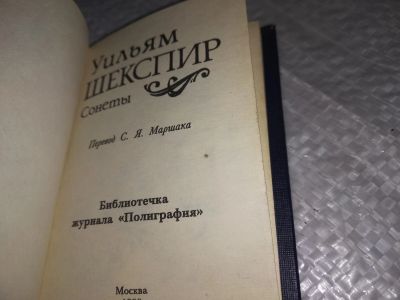 Уильям
ШЕКСПИР
Сонеты
Перевод С. Я. Маршака
Библиотечка
журнала «Полиграфия»
Москва